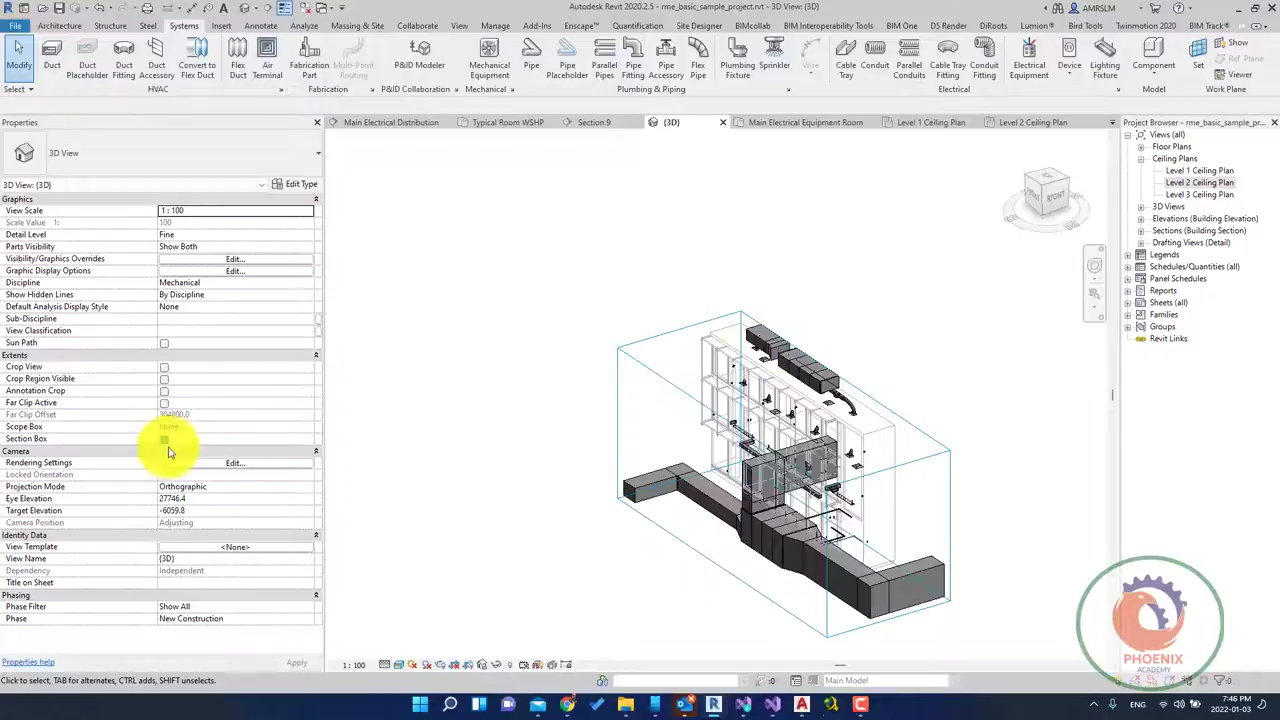 Autodesk Revit 2020.2.5 - rme_basic_sample_project.rvt - 3D View: {3D}
AMRSLM
File Architecture Structure Steel Systems Insert Annotate Analyze Massing & Site Collaborate View Manage Add-Ins Enscape™ Quantification Site Designer BIMcollab BIM Interoperability Tools BIM One D5 Render DiRoots Lumion® Bird Tools Twinmotion 2020 BIM Track®
Modify
Duct
Duct Placeholder
Duct Fitting
Duct Accessory
Convert to Flex Duct
Flex Duct
Air Terminal
Fabrication Part
Multi-Point Routing
P&ID Modeler
Mechanical Equipment
Pipe
Pipe Placeholder
Parallel Pipes
Pipe Fitting
Pipe Accessory
Flex Pipe
Plumbing Fixture
Sprinkler
Wire
Cable Tray
Conduit
Parallel Conduits
Cable Tray Fitting
Conduit Fitting
Electrical Equipment
Device
Lighting Fixture
Component
Set
Show
Ref Plane
Viewer
Select HVAC Fabrication P&ID Collaboration Mechanical Plumbing & Piping Electrical Model Work Plane
Properties
Main Electrical Distribution Typical Room WSHP Section 9 {3D} Main Electrical Equipment Room Level 1 Ceiling Plan Level 2 Ceiling Plan
3D View
3D View: {3D} Edit Type
Graphics
View Scale 1 : 100
Scale Value 1: 100
Detail Level Fine
Parts Visibility Show Both
Visibility/Graphics Overrides Edit...
Graphic Display Options Edit...
Discipline Mechanical
Show Hidden Lines By Discipline
Default Analysis Display Style None
Sub-Discipline
View Classification
Sun Path
Extents
Crop View
Crop Region Visible
Annotation Crop
Far Clip Active
Far Clip Offset 304800.0
Scope Box None
Section Box
Camera
Rendering Settings Edit...
Locked Orientation
Projection Mode Orthographic
Eye Elevation 27746.4
Target Elevation -6059.8
Camera Position Adjusting
Identity Data
View Template <None>
View Name {3D}
Dependency Independent
Title on Sheet
Phasing
Phase Filter Show All
Phase New Construction
Properties help Apply
RIGHT
Project Browser - rme_basic_sample_pr...
Views (all)
Floor Plans
Ceiling Plans
Level 1 Ceiling Plan
Level 2 Ceiling Plan
Level 3 Ceiling Plan
3D Views
Elevations (Building Elevation)
Sections (Building Section)
Drafting Views (Detail)
Legends
Schedules/Quantities (all)
Panel Schedules
Reports
Sheets (all)
Families
Groups
Revit Links
PHOENIX
ACADEMY
1 : 100
Click to select, TAB for alternates, CTRL adds, SHIFT unselects.
:0
Main Model
:0
ENG
7:46 PM
2022-01-03